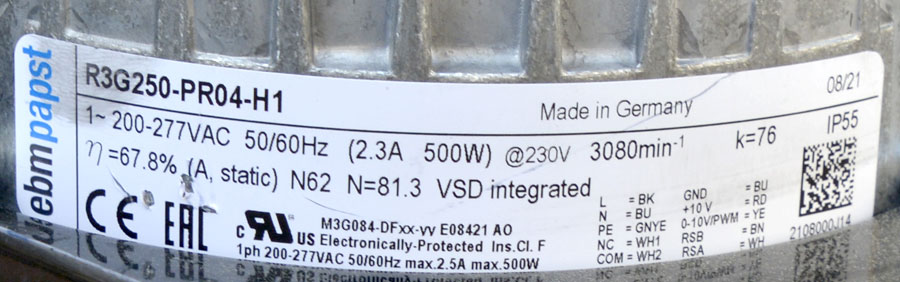 ebmpapst
R3G250-PR04-H1
Made in Germany
08/21
1~ 200-277VAC 50/60Hz (2.3A 500W) @230V 3080min-1 k=76 IP55
η=67.8% (A, static) N62 N=81.3 VSD integrated
CE EAC
c RU US
M3G084-DFxx-yy E08421 AO
Electronically-Protected Ins.Cl. F
1ph 200-277VAC 50/60Hz max.2.5A max.500W
L = BK
N = BU
PE = GNYE
NC = WH1
COM = WH2
GND = BU
+10 V = RD
0-10V/PWM = YE
RSB = BN
RSA = WH
2108000J14